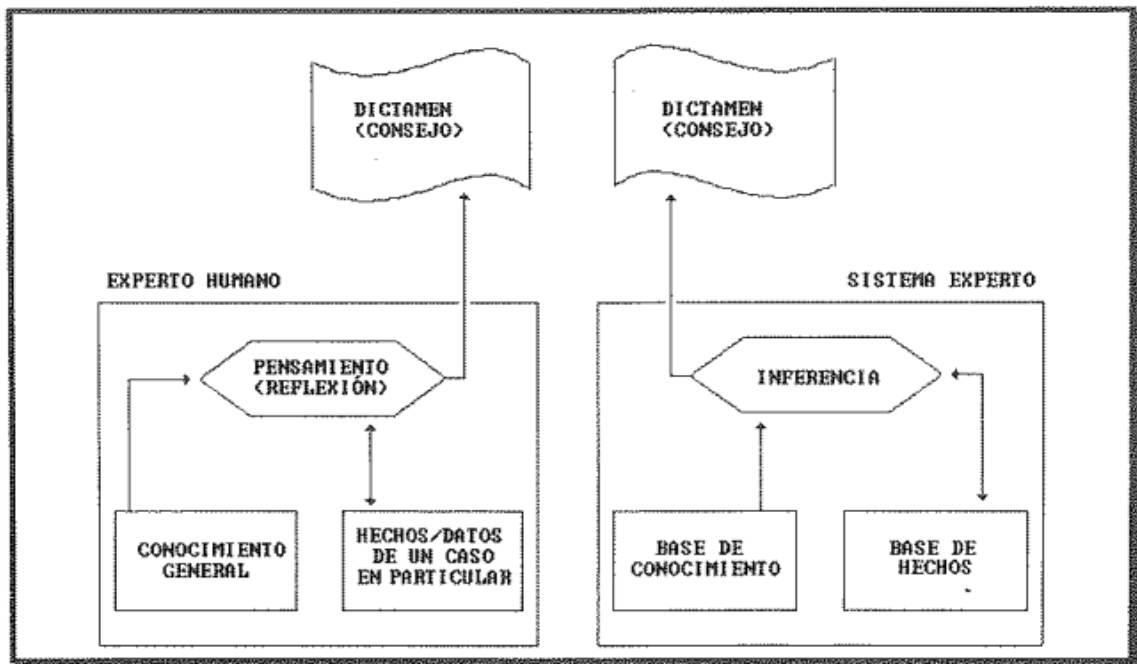 DICTAMEN
(CONSEJO)
DICTAMEN
(CONSEJO)
EXPERTO HUMANO
PENSAMIENTO
(REFLEXIÓN)
CONOCIMIENTO
GENERAL
HECHOS/DATOS
DE UN CASO
EN PARTICULAR
SISTEMA EXPERTO
INFERENCIA
BASE DE
CONOCIMIENTO
BASE DE
HECHOS